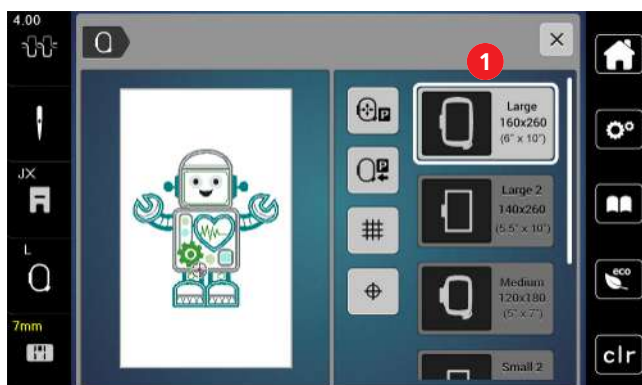 4.00
1
Large
160x260
(6" x 10")
P
Large 2
140x260
(5.5" x 10")
P
JX
L
Medium
120x180
(5" x 7")
eco
7mm
Small 2
clr